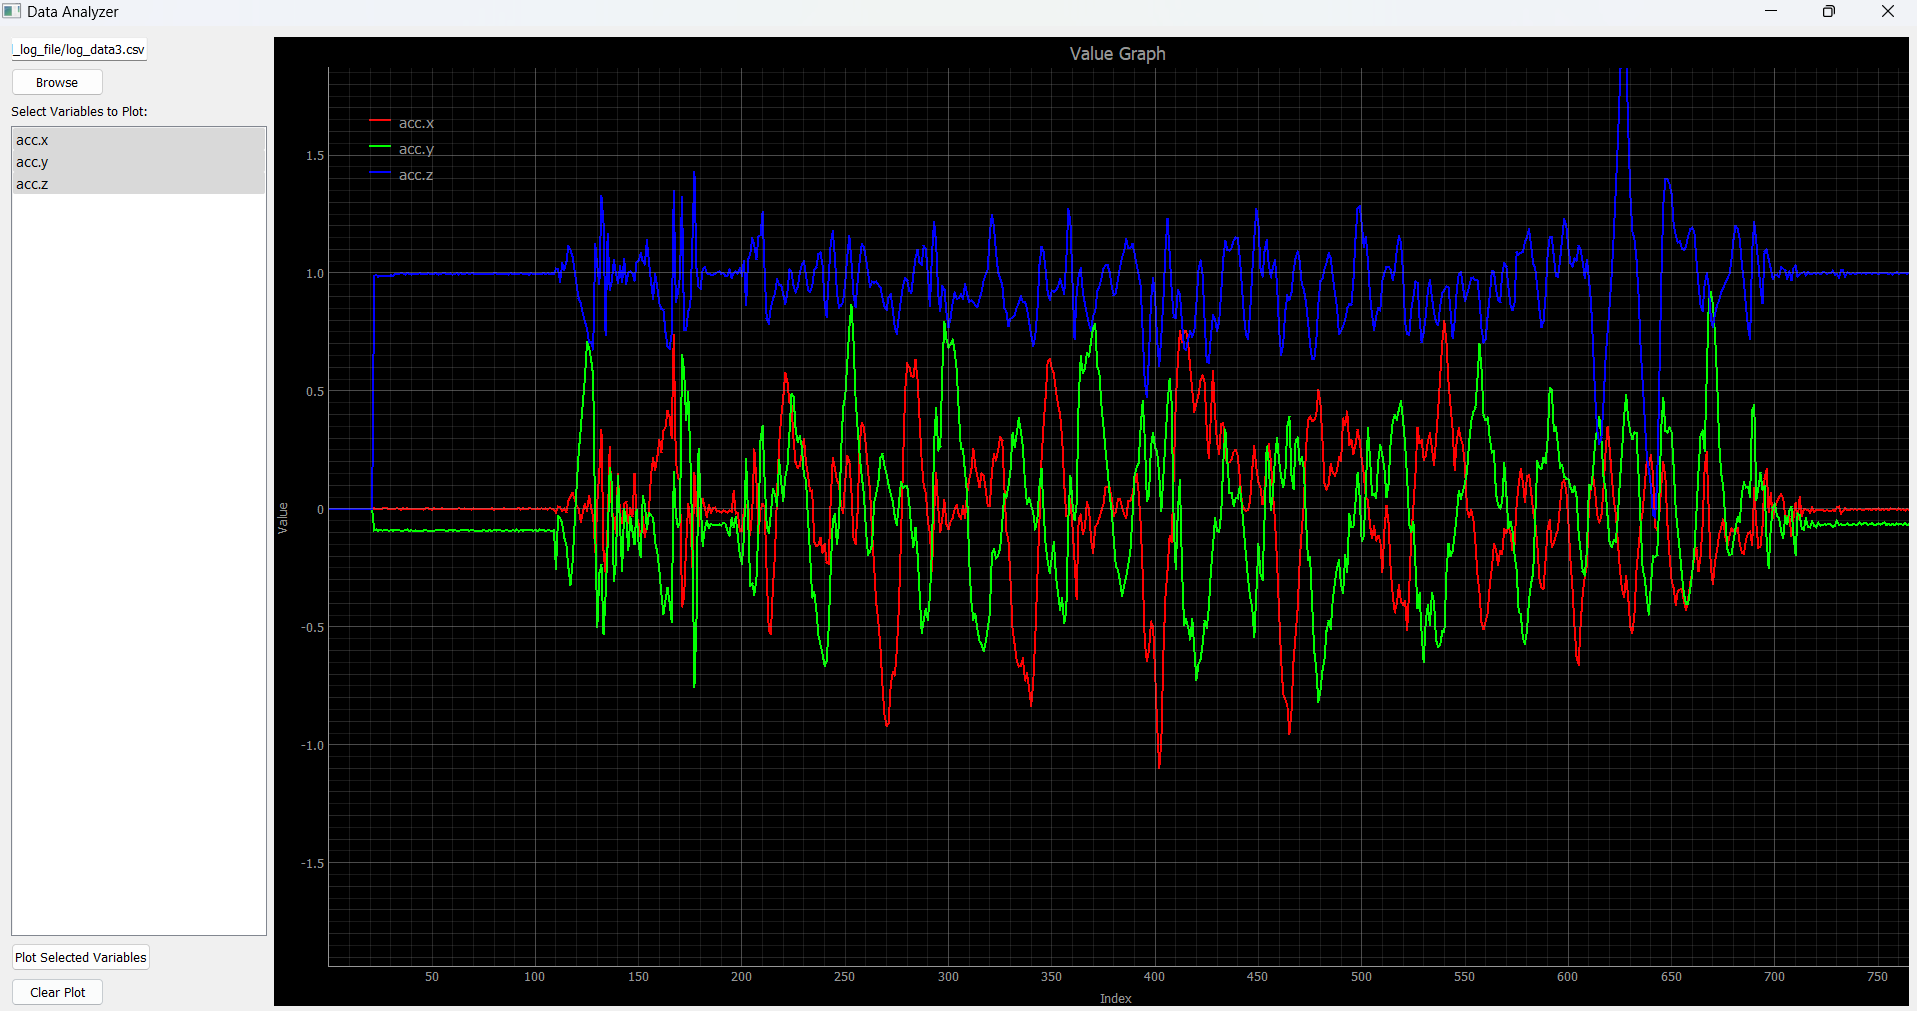 Data Analyzer
_log_file/log_data3.csv
Browse
Select Variables to Plot:
acc.x
acc.y
acc.z
Plot Selected Variables
Clear Plot
Value Graph
acc.x
acc.y
acc.z
1.5
1.0
0.5
0
-0.5
-1.0
-1.5
Value
50 100 150 200 250 300 350 400 450 500 550 600 650 700 750
Index